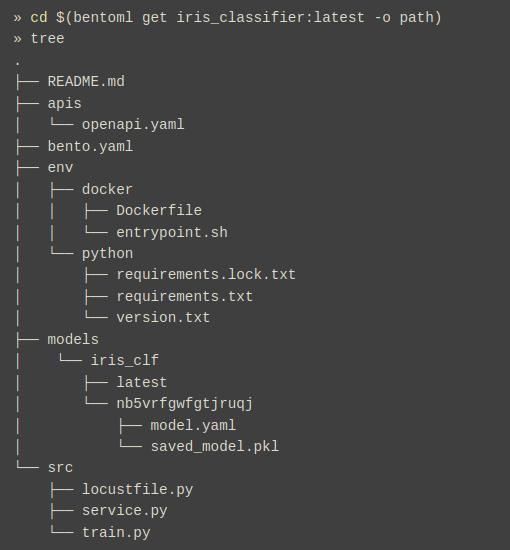 » cd $(bentoml get iris_classifier:latest -o path)
» tree
.
├── README.md
├── apis
│   └── openapi.yaml
├── bento.yaml
├── env
│   ├── docker
│   │   ├── Dockerfile
│   │   └── entrypoint.sh
│   └── python
│       ├── requirements.lock.txt
│       ├── requirements.txt
│       └── version.txt
├── models
│    └── iris_clf
│       ├── latest
│       └── nb5vrfgwfgtjruqj
│           ├── model.yaml
│           └── saved_model.pkl
└── src
    ├── locustfile.py
    ├── service.py
    └── train.py